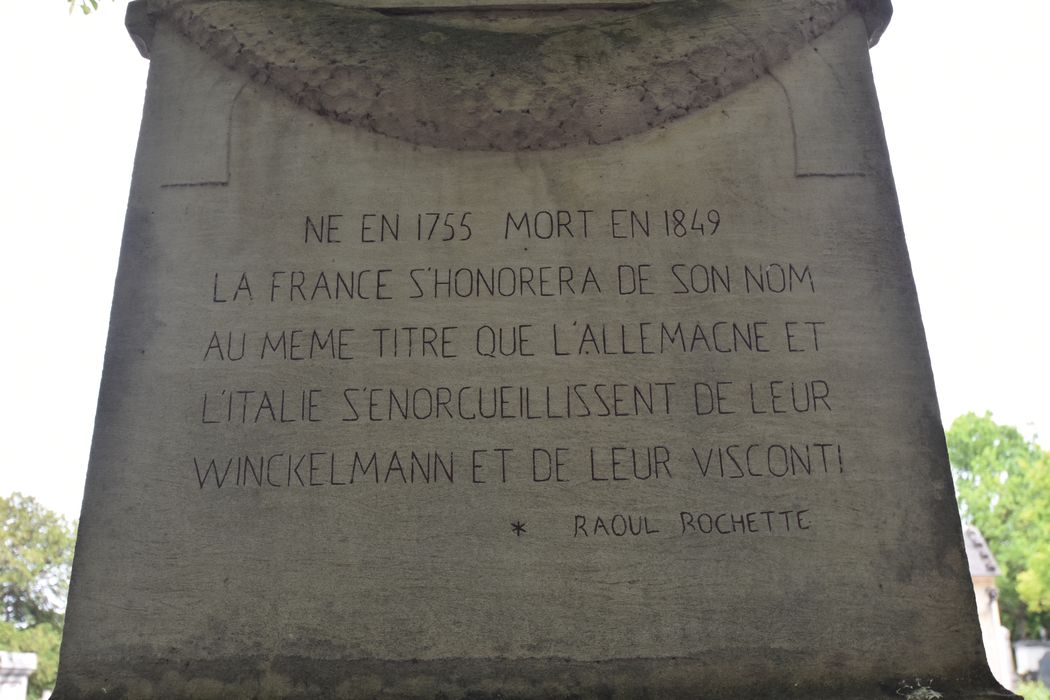 NE EN 1755 MORT EN 1849
LA FRANCE S'HONORERA DE SON NOM
AU MEME TITRE QUE L'ALLEMAGNE ET
L'ITALIE S'ENORGUEILLISSENT DE LEUR
WINCKELMANN ET DE LEUR VISCONTI
* RAOUL ROCHETTE